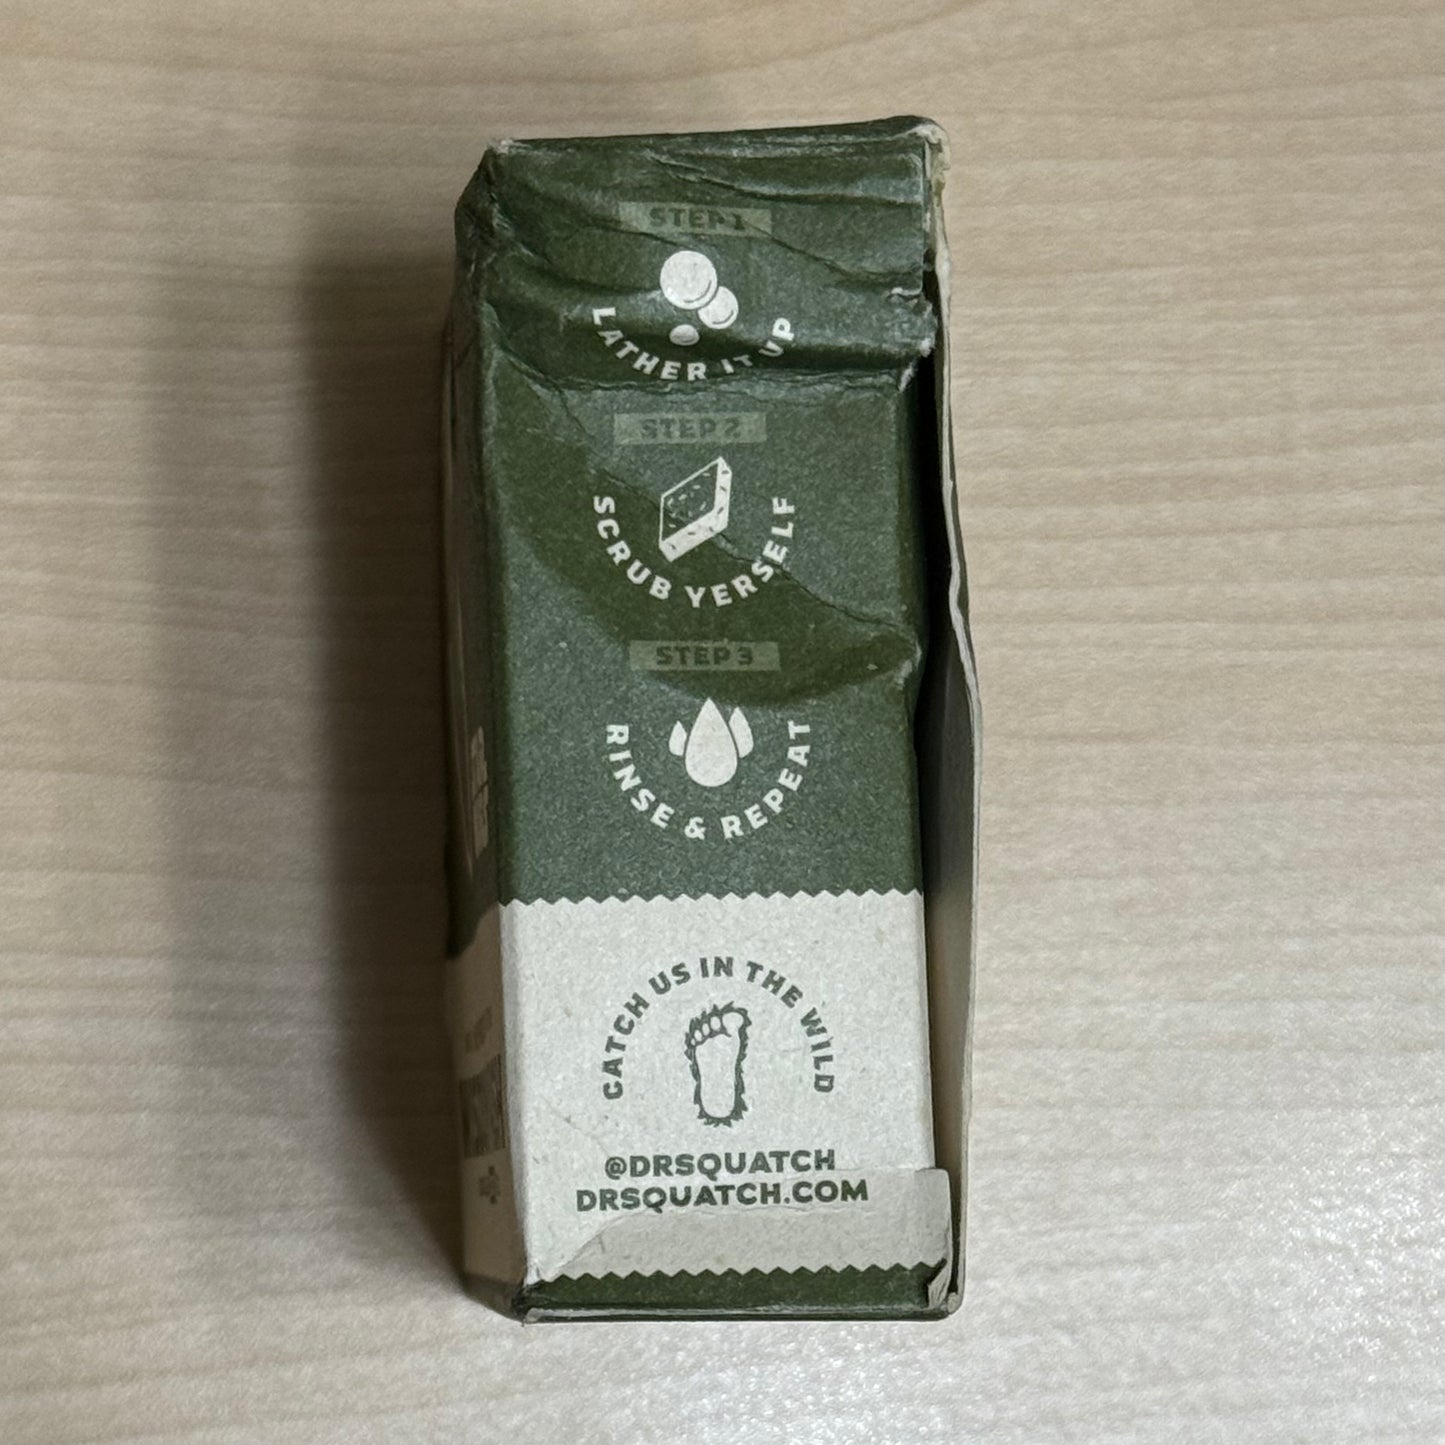 STEP 1
LATHER IT UP
STEP 2
SCRUB YERSELF
STEP 3
RINSE & REPEAT
CATCH US IN THE WILD
@DRSQUATCH
DRSQUATCH.COM